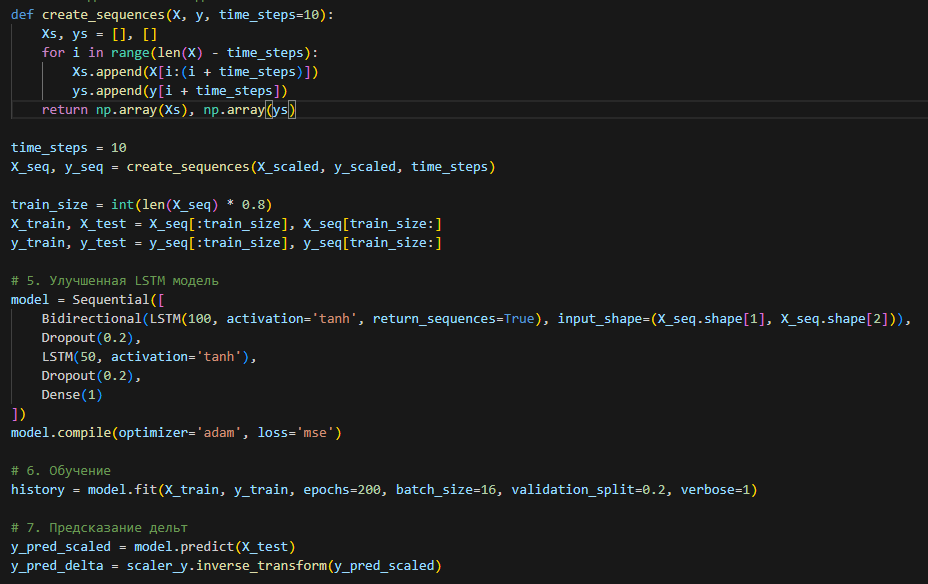 def create_sequences(X, y, time_steps=10):
    Xs, ys = [], []
    for i in range(len(X) - time_steps):
        Xs.append(X[i:(i + time_steps)])
        ys.append(y[i + time_steps])
    return np.array(Xs), np.array(ys)

time_steps = 10
X_seq, y_seq = create_sequences(X_scaled, y_scaled, time_steps)

train_size = int(len(X_seq) * 0.8)
X_train, X_test = X_seq[:train_size], X_seq[train_size:]
y_train, y_test = y_seq[:train_size], y_seq[train_size:]

# 5. Улучшенная LSTM модель
model = Sequential([
    Bidirectional(LSTM(100, activation='tanh', return_sequences=True), input_shape=(X_seq.shape[1], X_seq.shape[2])),
    Dropout(0.2),
    LSTM(50, activation='tanh'),
    Dropout(0.2),
    Dense(1)
])
model.compile(optimizer='adam', loss='mse')

# 6. Обучение
history = model.fit(X_train, y_train, epochs=200, batch_size=16, validation_split=0.2, verbose=1)

# 7. Предсказание дельт
y_pred_scaled = model.predict(X_test)
y_pred_delta = scaler_y.inverse_transform(y_pred_scaled)